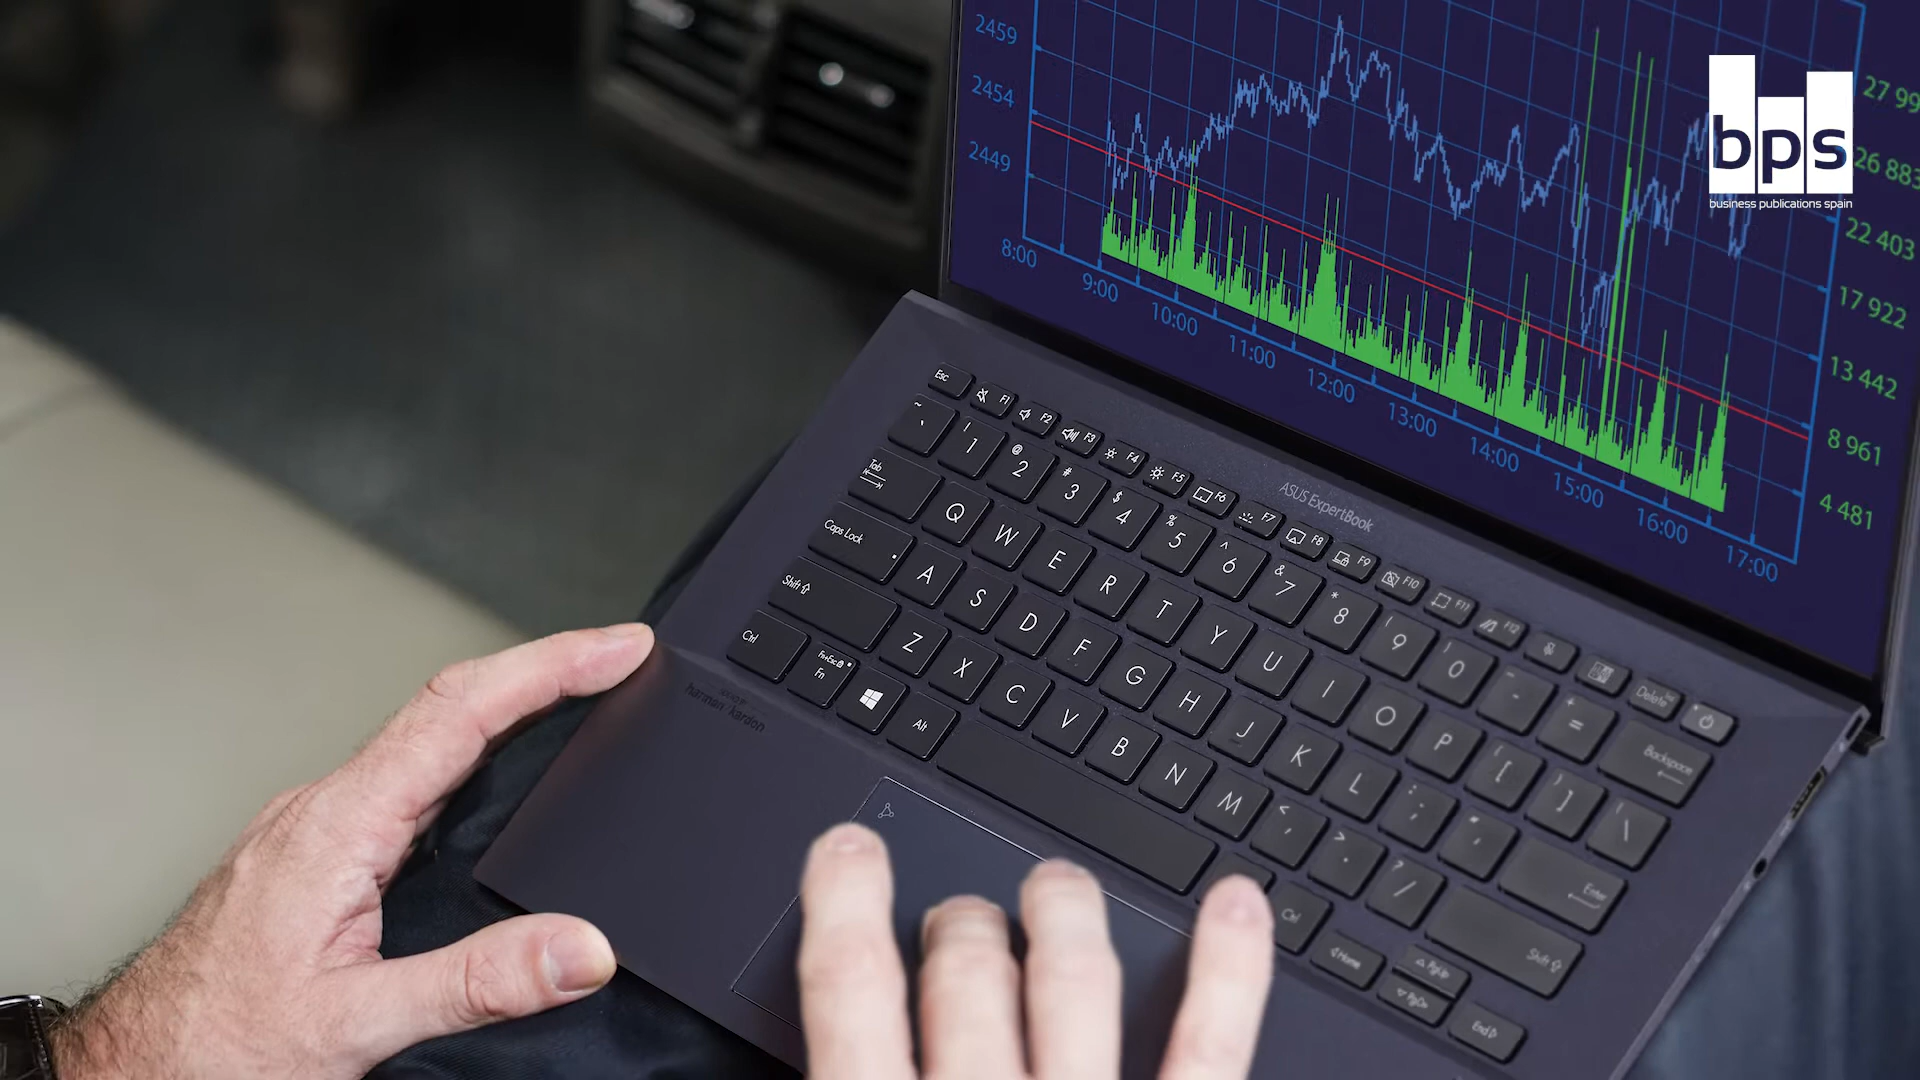 2459
2454
2449
8:00
9:00
10:00
11:00
12:00
13:00
14:00
15:00
16:00
17:00
27 99
26 883
22 403
17 922
13 442
8 961
4 481
bps
business publications spain
ASUS ExpertBook
Esc F1 F2 F3 F4 F5 F6 F7 F8 F9 F10 F11 F12 Delete
~ ` ! 1 @ 2 # 3 $ 4 % 5 ^ 6 & 7 * 8 ( 9 ) 0 - + = Backspace
Tab Q W E R T Y U I O P { [ } ] | \
Caps Lock A S D F G H J K L : ; " ' Enter
Shift Z X C V B N M < , > . ? / Shift
Ctrl Fn+Esc Fn Alt Ctrl Home PgUp PgDn End
harman kardon